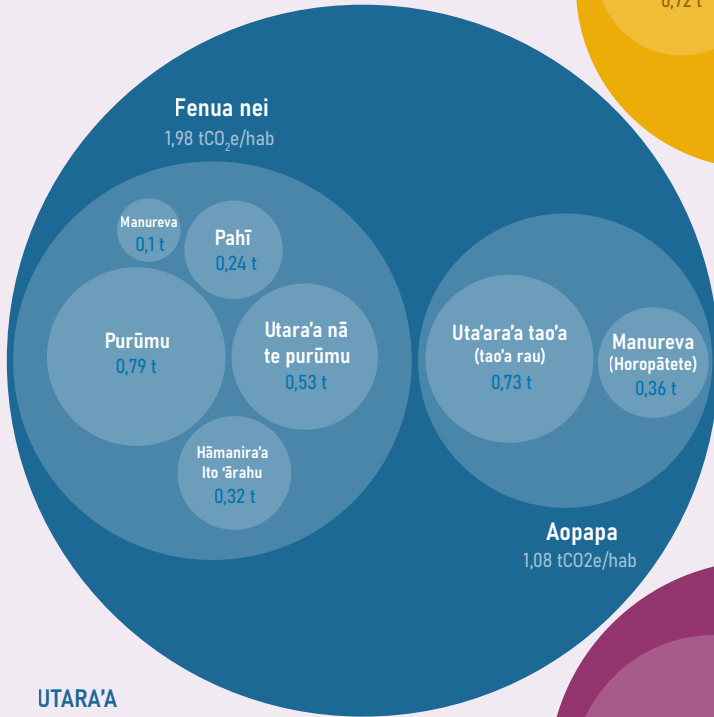 0,72 t
Fenua nei
1,98 tCO₂e/hab
Manureva
0,1 t
Pahī
0,24 t
Purūmu
0,79 t
Utara'a nā
te purūmu
0,53 t
Hāmanira'a
Ito 'ārahu
0,32 t
Uta'ara'a tao'a
(tao'a rau)
0,73 t
Manureva
(Horopātete)
0,36 t
Aopapa
1,08 tCO2e/hab
UTARA'A